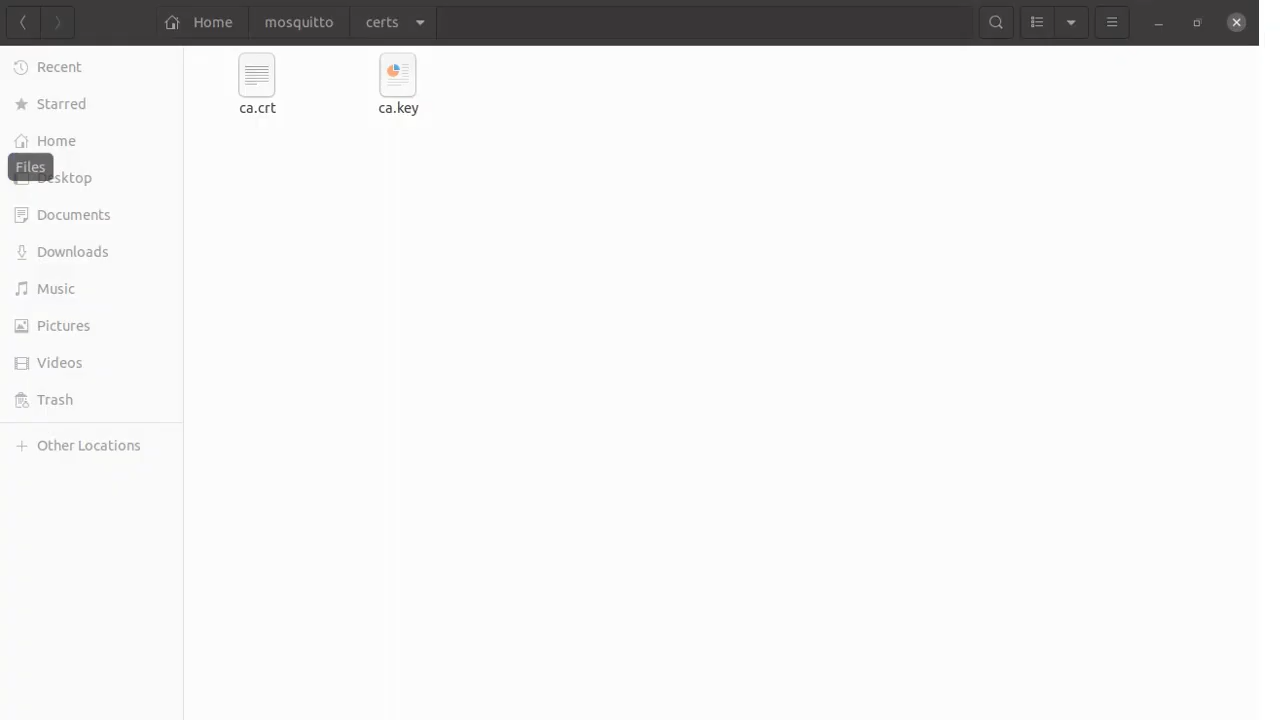 Home mosquitto certs
Recent
Starred
Home
Files
Desktop
Documents
Downloads
Music
Pictures
Videos
Trash
Other Locations
ca.crt ca.key